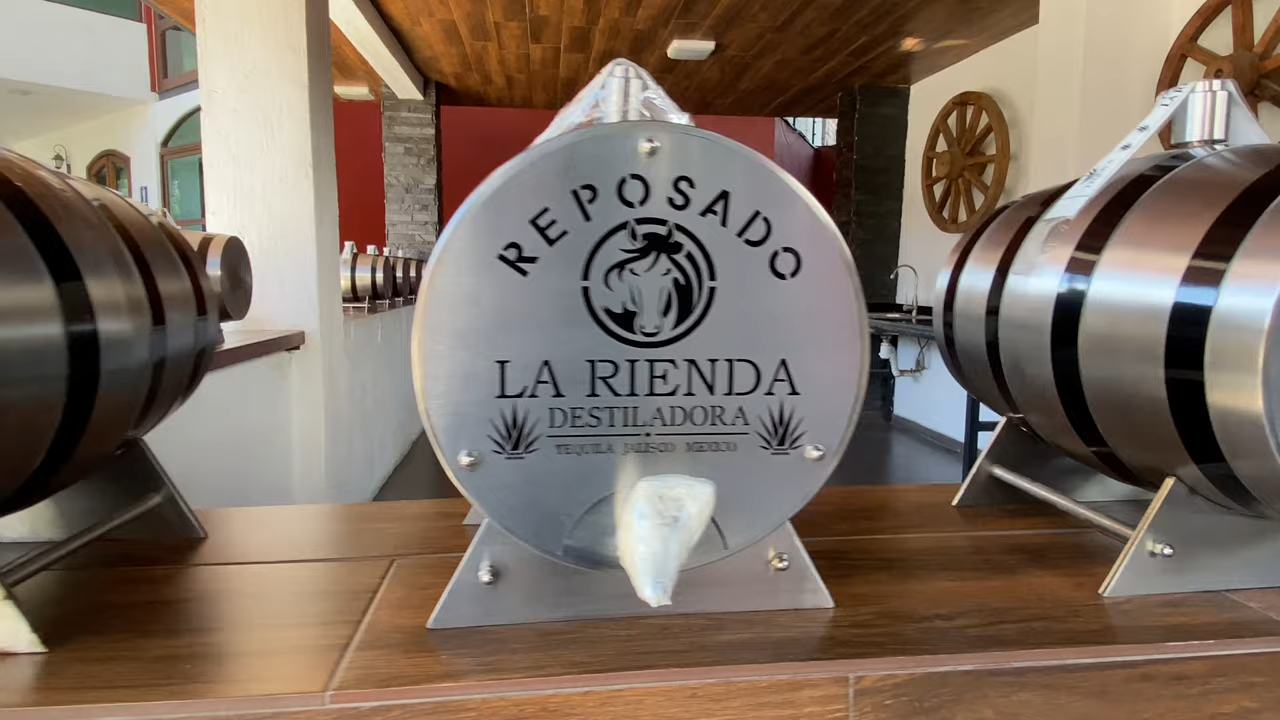 REPOSADO
LA RIENDA
DESTILADORA
TEQUILA JALISCO MEXICO